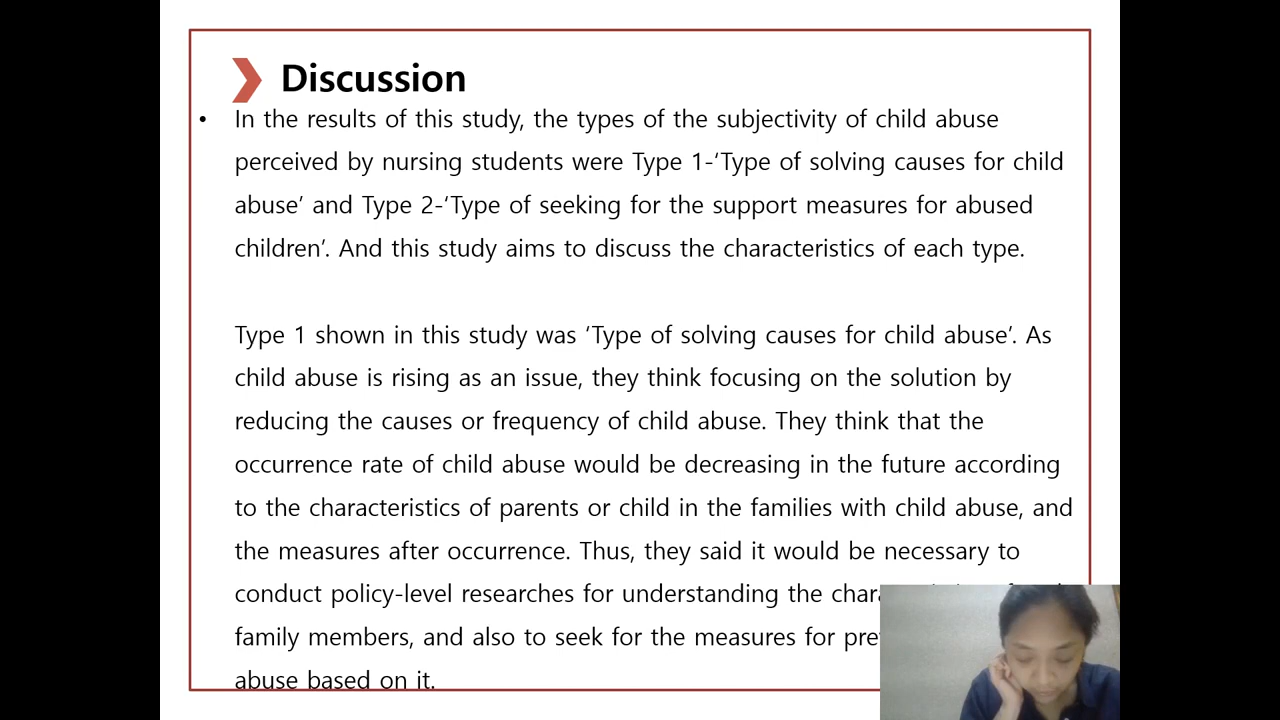 Discussion
• In the results of this study, the types of the subjectivity of child abuse
perceived by nursing students were Type 1-‘Type of solving causes for child
abuse’ and Type 2-‘Type of seeking for the support measures for abused
children’. And this study aims to discuss the characteristics of each type.
Type 1 shown in this study was ‘Type of solving causes for child abuse’. As
child abuse is rising as an issue, they think focusing on the solution by
reducing the causes or frequency of child abuse. They think that the
occurrence rate of child abuse would be decreasing in the future according
to the characteristics of parents or child in the families with child abuse, and
the measures after occurrence. Thus, they said it would be necessary to
conduct policy-level researches for understanding the
family members, and also to seek for the measures for
abuse based on it.